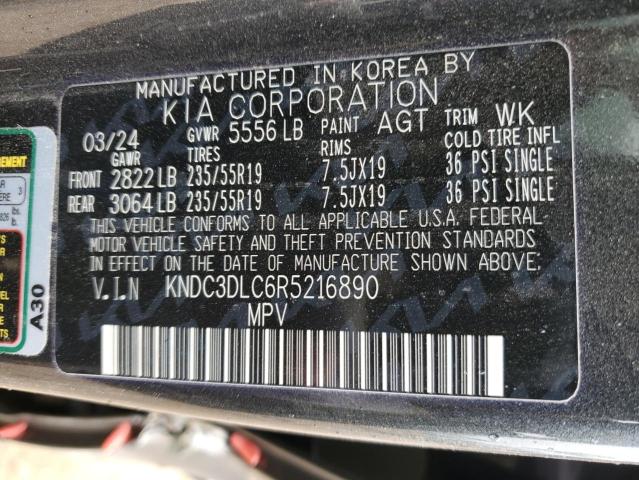 MANUFACTURED IN KOREA BY
KIA CORPORATION
03/24 GVWR 5556 LB PAINT AGT TRIM WK
GAWR TIRES RIMS COLD TIRE INFL
FRONT 2822 LB 235/55R19 7.5JX19 36 PSI SINGLE
REAR 3064 LB 235/55R19 7.5JX19 36 PSI SINGLE
THIS VEHICLE CONFORMS TO ALL APPLICABLE U.S.A. FEDERAL
MOTOR VEHICLE SAFETY AND THEFT PREVENTION STANDARDS
IN EFFECT ON THE DATE OF MANUFACTURE SHOWN ABOVE.
V.I.N KNDC3DLC6R5216890
MPV
A30